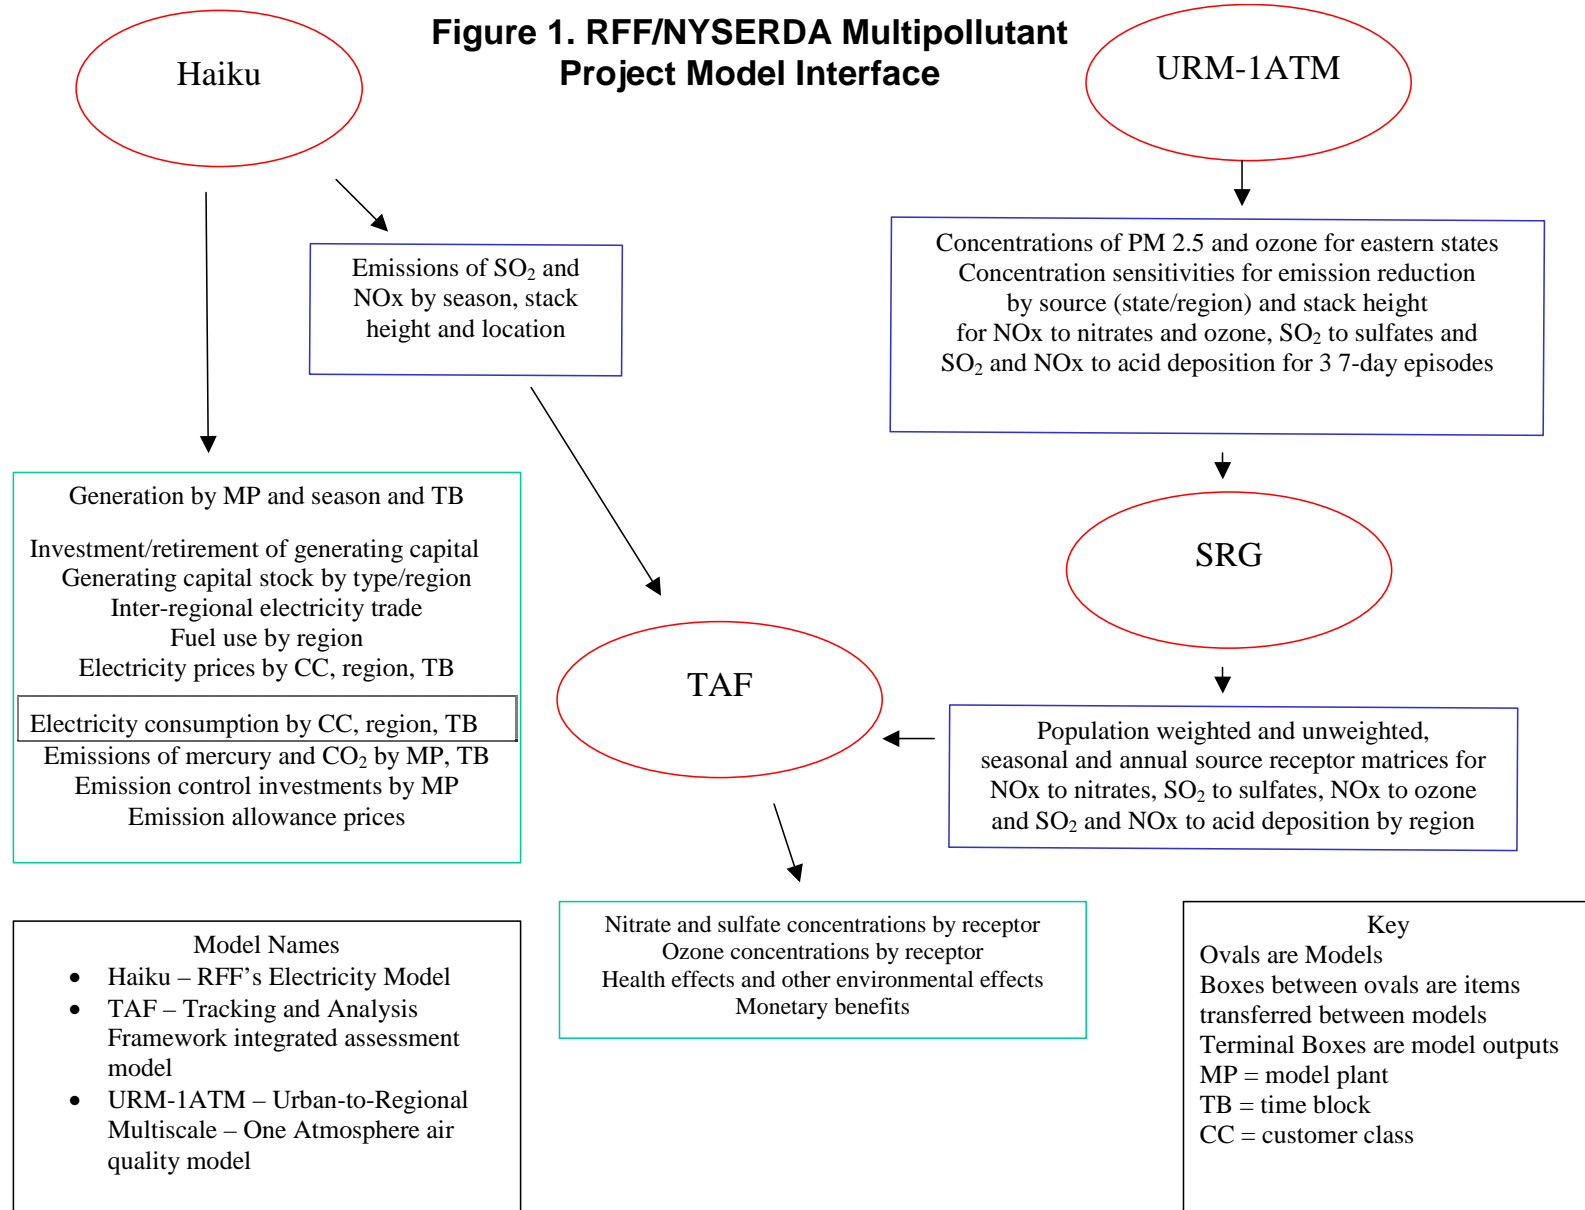 Figure 1. RFF/NYSERDA Multipollutant
Project Model Interface
Haiku
URM-1ATM
Emissions of SO₂ and
NOx by season, stack
height and location
Concentrations of PM 2.5 and ozone for eastern states
Concentration sensitivities for emission reduction
by source (state/region) and stack height
for NOx to nitrates and ozone, SO₂ to sulfates and
SO₂ and NOx to acid deposition for 3 7-day episodes
Generation by MP and season and TB
Investment/retirement of generating capital
Generating capital stock by type/region
Inter-regional electricity trade
Fuel use by region
Electricity prices by CC, region, TB
Electricity consumption by CC, region, TB
Emissions of mercury and CO₂ by MP, TB
Emission control investments by MP
Emission allowance prices
SRG
TAF
Population weighted and unweighted,
seasonal and annual source receptor matrices for
NOx to nitrates, SO₂ to sulfates, NOx to ozone
and SO₂ and NOx to acid deposition by region
Nitrate and sulfate concentrations by receptor
Ozone concentrations by receptor
Health effects and other environmental effects
Monetary benefits
Model Names
• Haiku – RFF's Electricity Model
• TAF – Tracking and Analysis
Framework integrated assessment
model
• URM-1ATM – Urban-to-Regional
Multiscale – One Atmosphere air
quality model
Key
Ovals are Models
Boxes between ovals are items
transferred between models
Terminal Boxes are model outputs
MP = model plant
TB = time block
CC = customer class